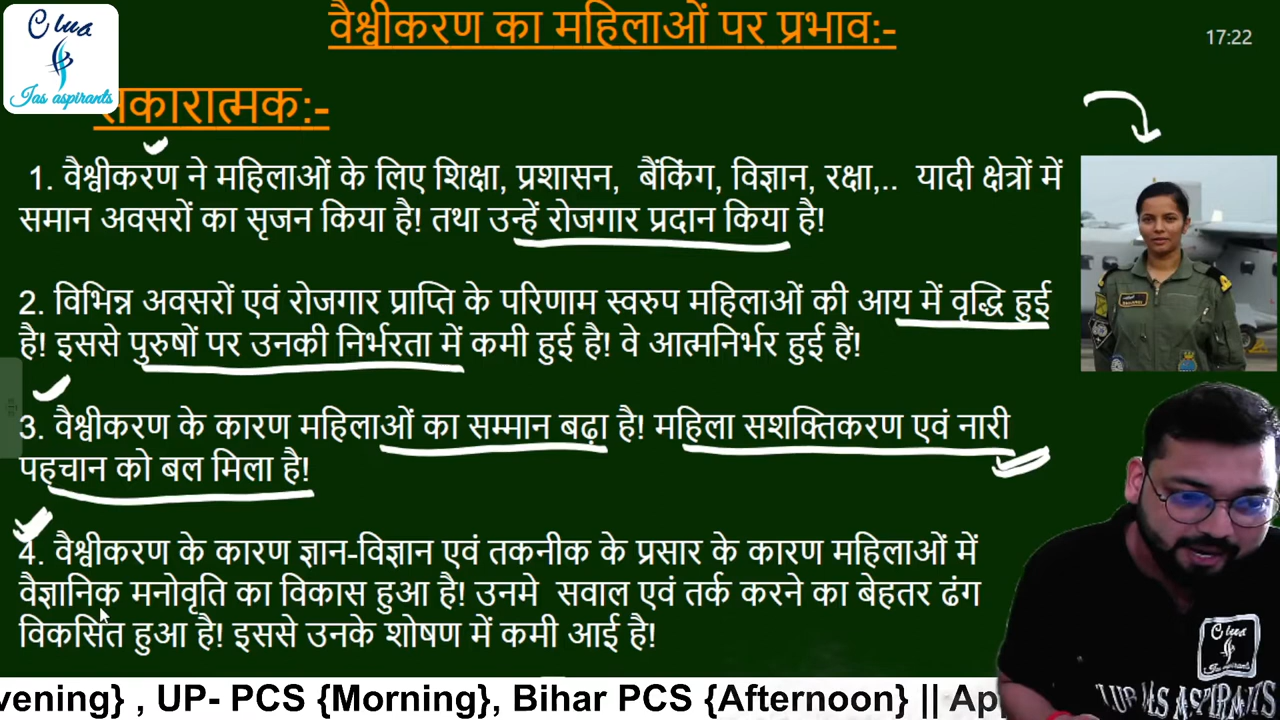 Clua
Ias aspirants
वैश्वीकरण का महिलाओं पर प्रभाव:-
17:22
सकारात्मक:-
1. वैश्वीकरण ने महिलाओं के लिए शिक्षा, प्रशासन, बैंकिंग, विज्ञान, रक्षा,.. यादी क्षेत्रों में
समान अवसरों का सृजन किया है! तथा उन्हें रोजगार प्रदान किया है!
2. विभिन्न अवसरों एवं रोजगार प्राप्ति के परिणाम स्वरुप महिलाओं की आय में वृद्धि हुई
है! इससे पुरुषों पर उनकी निर्भरता में कमी हुई है! वे आत्मनिर्भर हुई हैं!
3. वैश्वीकरण के कारण महिलाओं का सम्मान बढ़ा है! महिला सशक्तिकरण एवं नारी
पहचान को बल मिला है!
4. वैश्वीकरण के कारण ज्ञान-विज्ञान एवं तकनीक के प्रसार के कारण महिलाओं में
वैज्ञानिक मनोवृति का विकास हुआ है! उनमे सवाल एवं तर्क करने का बेहतर ढंग
विकसित हुआ है! इससे उनके शोषण में कमी आई है!
Clua
Ias aspirants
vening} , UP- PCS {Morning}, Bihar PCS {Afternoon} || Ap